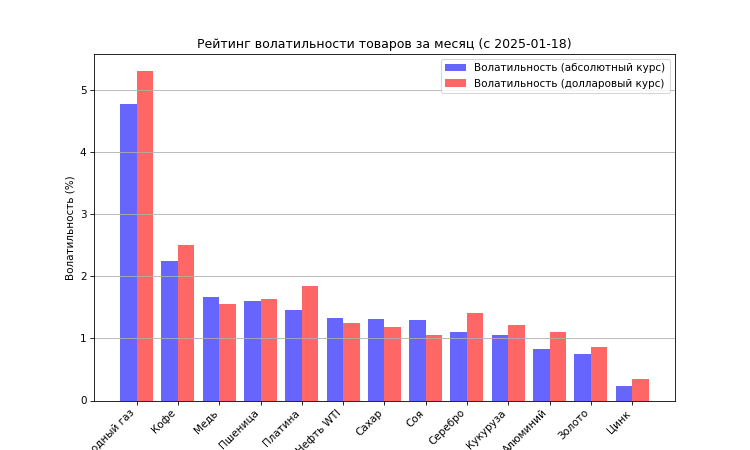 Рейтинг волатильности товаров за месяц (с 2025-01-18)
Волатильность (абсолютный курс)
Волатильность (долларовый курс)
Волатильность (%)
5
4
3
2
1
0
одный газ
Кофе
Медь
Пшеница
Платина
Нефть WTI
Сахар
Соя
Серебро
Кукуруза
Алюминий
Золото
Цинк